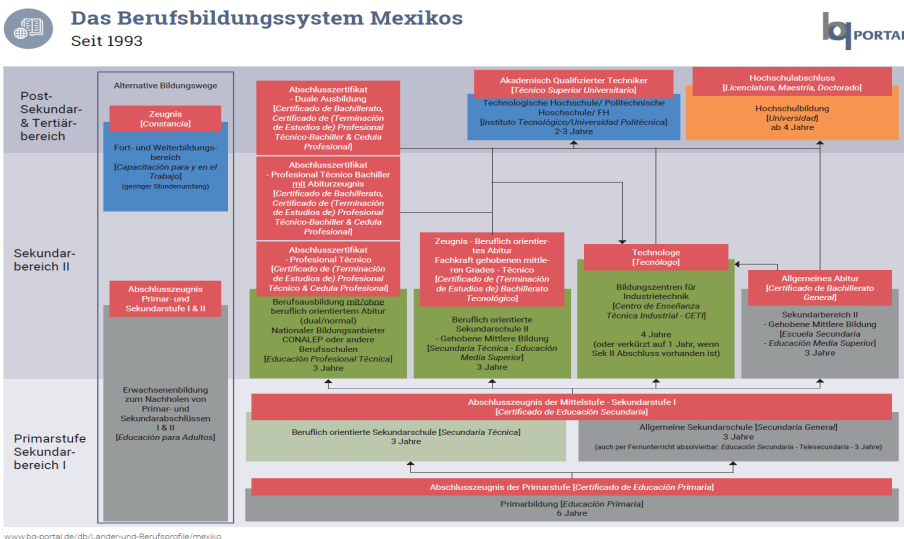 Das Berufsbildungssystem Mexikos
Seit 1993
bq PORTAL
Post-
Sekundar-
& Tertiär-
bereich
Alternative Bildungswege
Zeugnis
[Constancia]
Fort- und Weiterbildungs-
bereich
[Capacitación para y en el
Trabajo]
(geringer Stundenumfang)
Abschlusszertifikat
- Duale Ausbildung
[Certificado de Bachillerato,
Certificado de (Terminación
de Estudios de) Profesional
Técnico-Bachiller & Cedula
Profesional]
Akademisch Qualifizierter Techniker
[Técnico Superior Universitario]
Technologische Hochschule/ Politechnische
Hoschschule/ FH
[Instituto Tecnológico/Universidad Politécnica]
2-3 Jahre
Hochschulabschluss
[Licenciatura, Maestría, Doctorado]
Hochschulbildung
[Universidad]
ab 4 Jahre
Sekundar-
bereich II
Abschlusszertifikat
- Profesional Técnico Bachiller
mit Abiturzeugnis
[Certificado de Bachillerato,
Certificado de (Terminación
de Estudios de) Profesional
Técnico-Bachiller & Cedula
Profesional]
Abschlusszertifikat
- Profesional Técnico
[Certificado de (Terminación
de Estudios de) Profesional
Técnico & Cedula Profesional]
Berufsausbildung mit/ohne
beruflich orientiertem Abitur
(dual/normal)
Nationaler Bildungsanbieter
CONALEP oder andere
Berufsschulen
[Educación Profesional Técnica]
3 Jahre
Zeugnis - Beruflich orientier-
tes Abitur
Fachkraft gehobenen mittle-
ren Grades - Técnico
[Certificado de (Terminación
de Estudios de) Bachillerato
Tecnológico]
Beruflich orientierte
Sekundarschule II
- Gehobene Mittlere Bildung
[Secundaria Técnica - Educación
Media Superior]
3 Jahre
Technologe
[Tecnólogo]
Bildungszentren für
Industrietechnik
[Centro de Enseñanza
Técnica Industrial - CETI]
4 Jahre
(oder verkürzt auf 1 Jahr, wenn
Sek II Abschluss vorhanden ist)
Allgemeines Abitur
[Certificado de Bachillerato
General]
Sekundarbereich II
- Gehobene Mittlere Bildung
[Escuela Secundaria
- Educación Media Superior]
3 Jahre
Abschlusszeugnis
Primar- und
Sekundarstufe I & II
Erwachsenenbildung
zum Nachholen von
Primar- und
Sekundarabschlüssen
I & II
[Educación para Adultos]
Primarstufe
Sekundar-
bereich I
Abschlusszeugnis der Mittelstufe - Sekundarstufe I
[Certificado de Educación Secundaria]
Beruflich orientierte Sekundarschule [Secundaria Técnica]
3 Jahre
Allgemeine Sekundarschule [Secundaria General]
3 Jahre
(auch per Fernunterricht absolvierbar: Educación Secundaria - Telesecundaria - 3 Jahre)
Abschlusszeugnis der Primarstufe [Certificado de Educación Primaria]
Primarbildung [Educación Primaria]
6 Jahre
www.bq-portal.de/db/Lander-und-Berufsprofile/mexiko